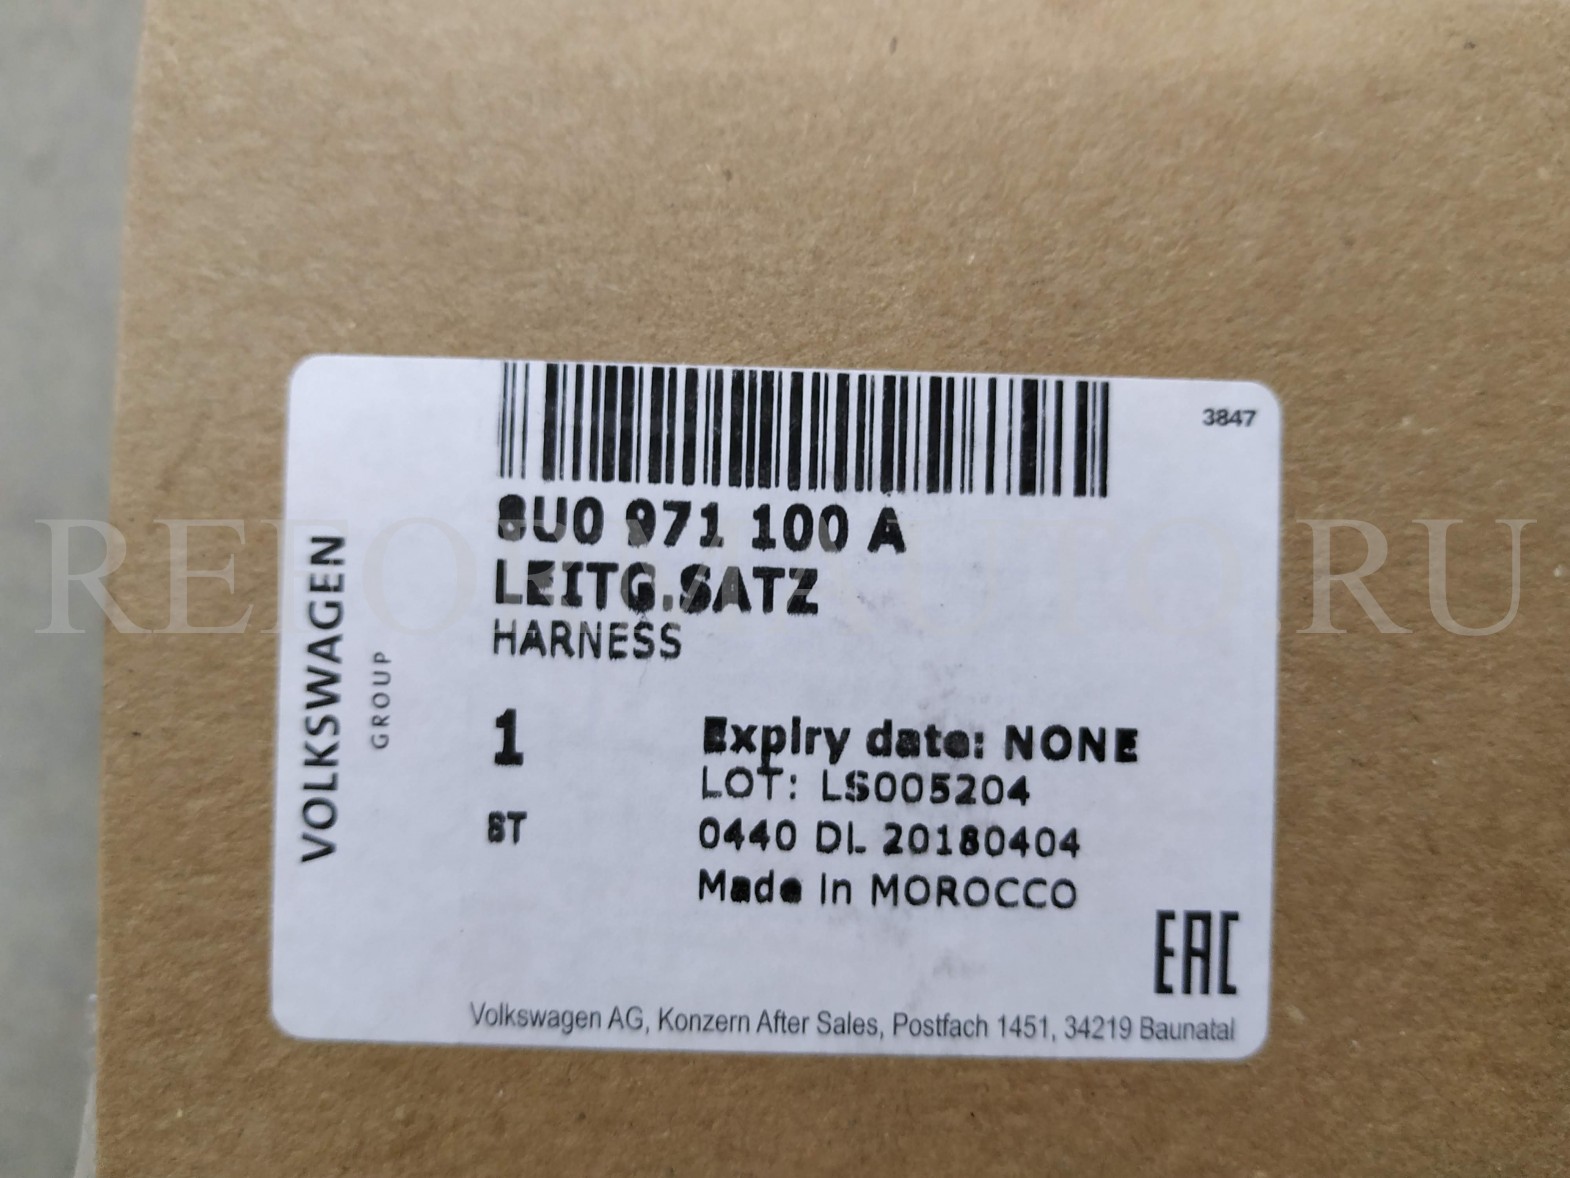 3847
8U0 971 100 A
LEITG.SATZ
HARNESS
VOLKSWAGEN
GROUP
1
Expiry date: NONE
LOT: LS005204
ST
0440 DL 20180404
Made in MOROCCO
EAC
Volkswagen AG, Konzern After Sales, Postfach 1451, 34219 Baunatal